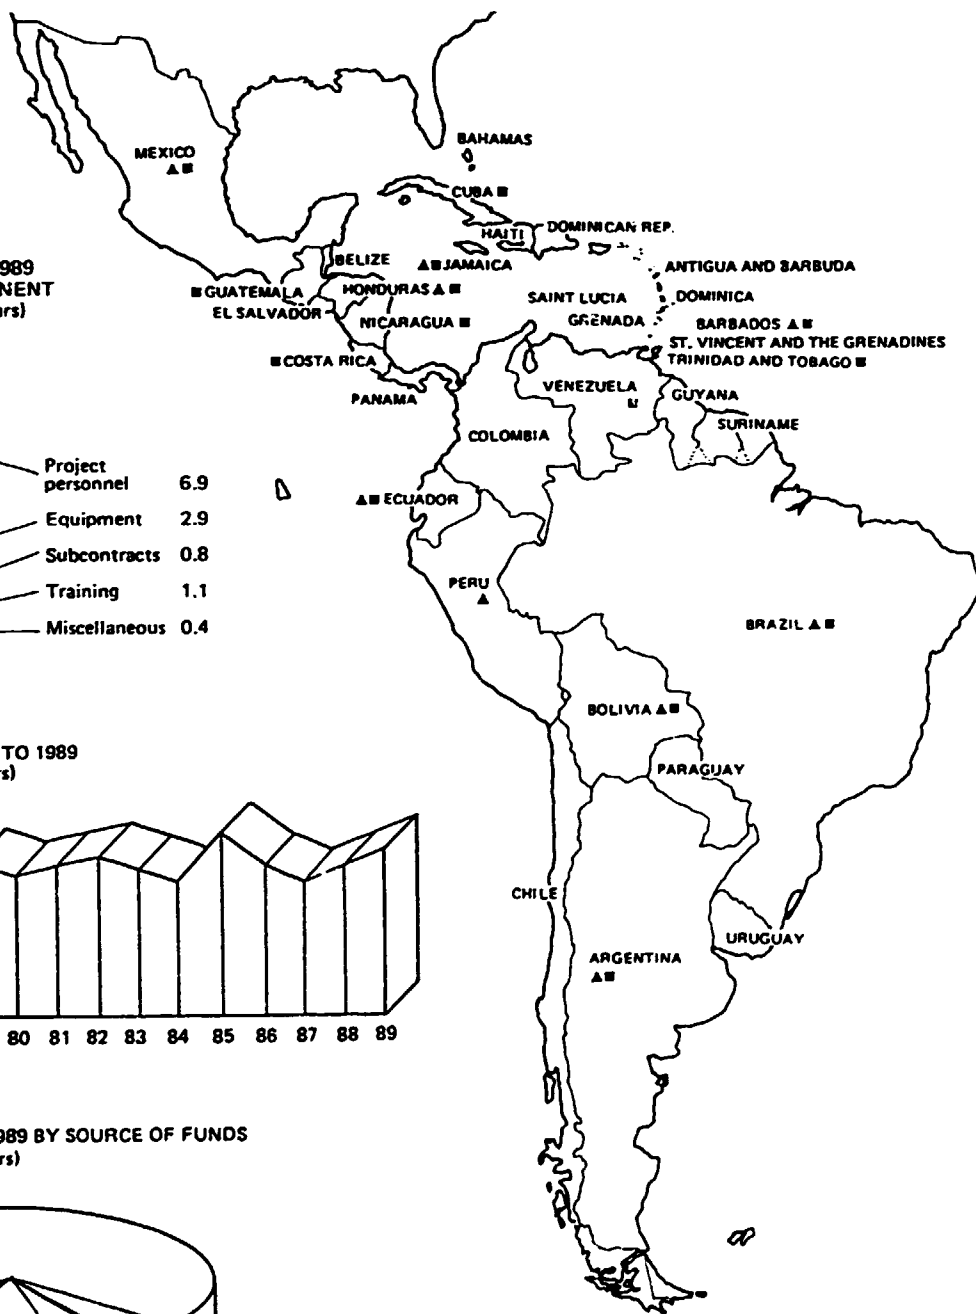 BAHAMAS
MEXICO
▲■
CUBA ■
HAITI
DOMINICAN REP.
BELIZE
▲■ JAMAICA
ANTIGUA AND BARBUDA
■ GUATEMALA
HONDURAS ▲ ■
SAINT LUCIA
DOMINICA
EL SALVADOR
NICARAGUA ■
GRENADA
BARBADOS ▲ ■
ST. VINCENT AND THE GRENADINES
■ COSTA RICA
TRINIDAD AND TOBAGO ■
PANAMA
VENEZUELA
■
GUYANA
SURINAME
COLOMBIA
▲■ ECUADOR
PERU
▲
BRAZIL ▲ ■
BOLIVIA ▲■
PARAGUAY
CHILE
ARGENTINA
▲■
URUGUAY
989
NENT
rs)
Project
personnel 6.9
Equipment 2.9
Subcontracts 0.8
Training 1.1
Miscellaneous 0.4
TO 1989
rs)
80 81 82 83 84 85 86 87 88 89
989 BY SOURCE OF FUNDS
rs)